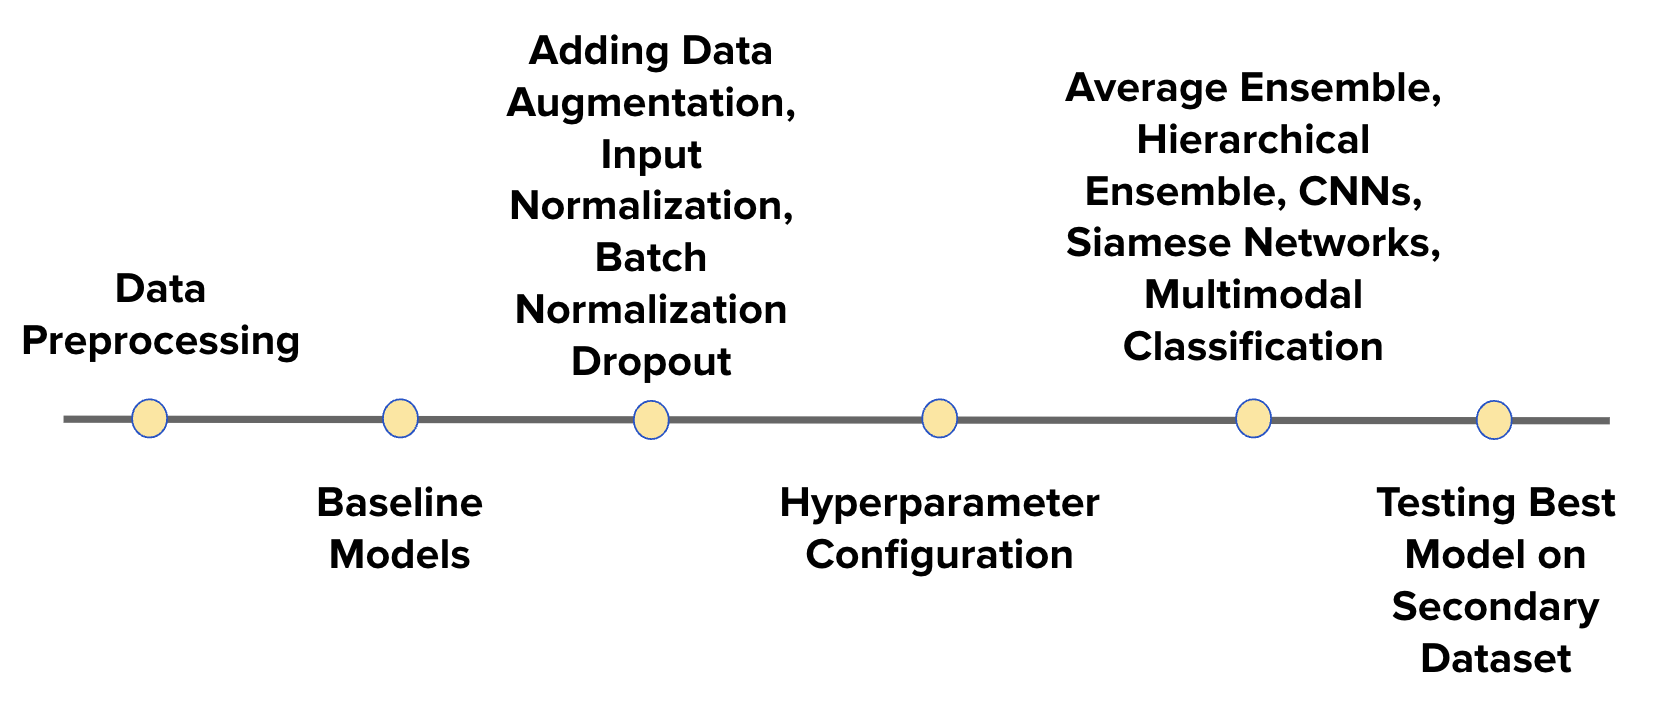 Data
Preprocessing
Baseline
Models
Adding Data
Augmentation,
Input
Normalization,
Batch
Normalization
Dropout
Hyperparameter
Configuration
Average Ensemble,
Hierarchical
Ensemble, CNNs,
Siamese Networks,
Multimodal
Classification
Testing Best
Model on
Secondary
Dataset